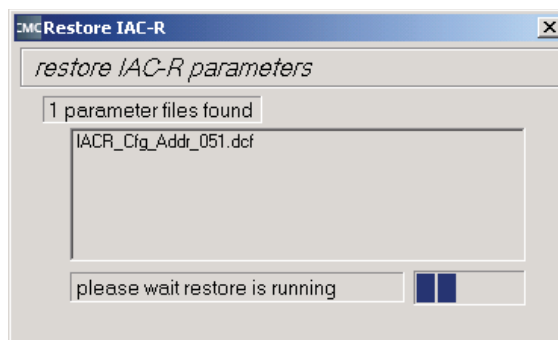 CMC Restore IAC-R
restore IAC-R parameters
1 parameter files found
IACR_Cfg_Addr_051.dcf
please wait restore is running